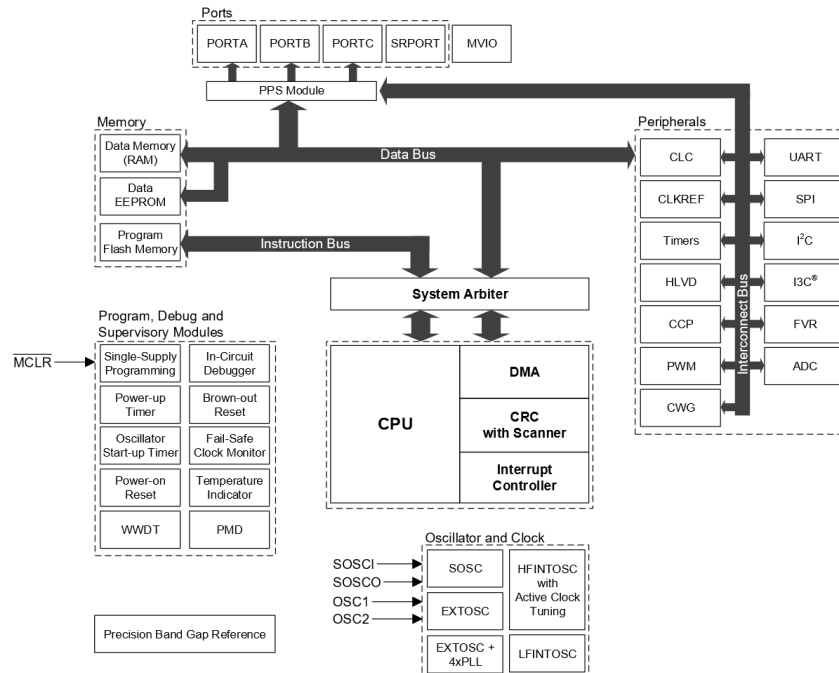 Ports
PORTA
PORTB
PORTC
SRPORT
MVIO
PPS Module
Memory
Data Memory
(RAM)
Data
EEPROM
Program
Flash Memory
Data Bus
Instruction Bus
System Arbiter
Peripherals
CLC
UART
CLKREF
SPI
Timers
I²C
HLVD
I3C®
CCP
FVR
PWM
ADC
CWG
Interconnect Bus
Program, Debug and
Supervisory Modules
MCLR
Single-Supply
Programming
In-Circuit
Debugger
Power-up
Timer
Brown-out
Reset
Oscillator
Start-up Timer
Fail-Safe
Clock Monitor
Power-on
Reset
Temperature
Indicator
WWDT
PMD
CPU
DMA
CRC
with Scanner
Interrupt
Controller
Oscillator and Clock
SOSCI
SOSCO
OSC1
OSC2
SOSC
HFINTOSC
with
Active Clock
Tuning
EXTOSC
EXTOSC +
4xPLL
LFINTOSC
Precision Band Gap Reference